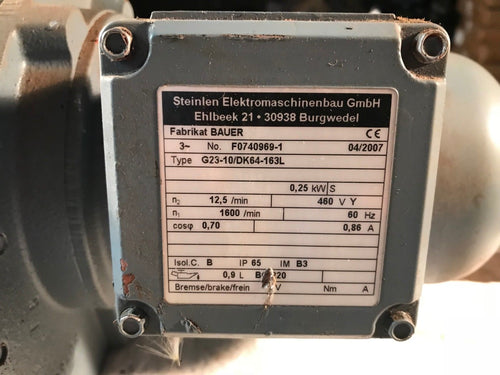 Steinlen Elektromaschinenbau GmbH
Ehlbeek 21 • 30938 Burgwedel
Fabrikat BAUER CE
3~ No. F0740969-1 04/2007
Type G23-10/DK64-163L
0,25 kW S
n₂ 12,5 /min 460 V Y
n₁ 1600 /min 60 Hz
cosφ 0,70 0,86 A
Isol.C. B IP 65 IM B3
0,9 L
Bremse/brake/frein V Nm A